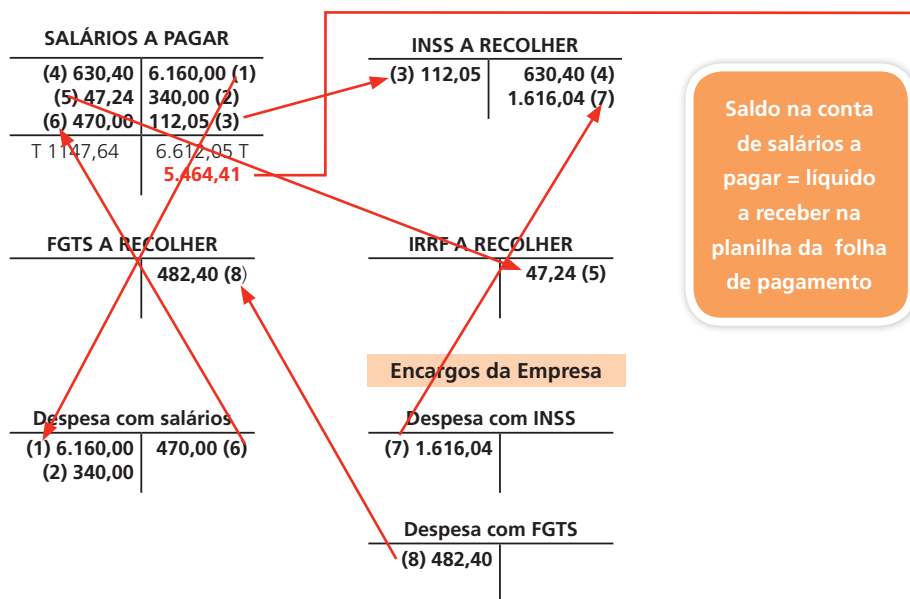 SALÁRIOS A PAGAR
(4) 630,40 6.160,00 (1)
(5) 47,24 340,00 (2)
(6) 470,00 112,05 (3)
T 1147,64 6.612,05 T
5.464,41
INSS A RECOLHER
(3) 112,05 630,40 (4)
1.616,04 (7)
Saldo na conta
de salários a
pagar = líquido
a receber na
planilha da folha
de pagamento
FGTS A RECOLHER
482,40 (8)
IRRF A RECOLHER
47,24 (5)
Encargos da Empresa
Despesa com salários
(1) 6.160,00 470,00 (6)
(2) 340,00
Despesa com INSS
(7) 1.616,04
Despesa com FGTS
(8) 482,40